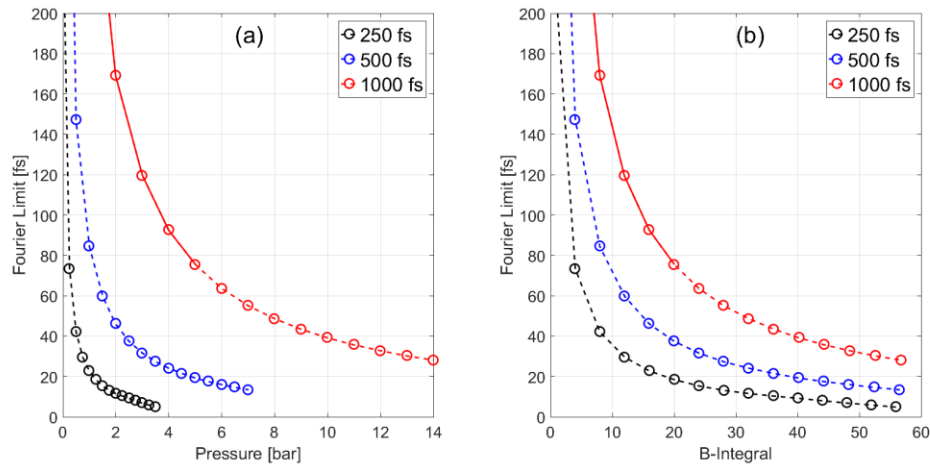 (a)
250 fs
500 fs
1000 fs
Fourier Limit [fs]
200
180
160
140
120
100
80
60
40
20
0
0 2 4 6 8 10 12 14
Pressure [bar]
(b)
250 fs
500 fs
1000 fs
Fourier Limit [fs]
200
180
160
140
120
100
80
60
40
20
0
0 10 20 30 40 50 60
B-Integral